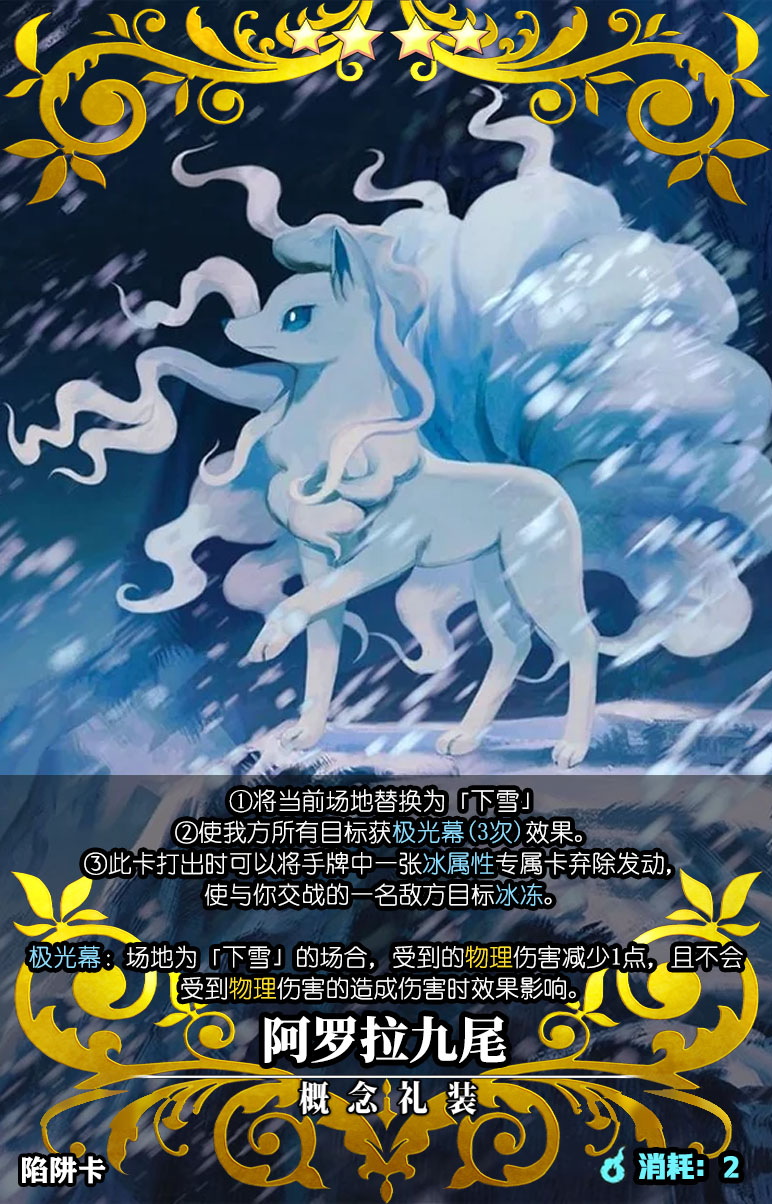 ①将当前场地替换为「下雪」
②使我方所有目标获极光幕(3次)效果。
③此卡打出时可以将手牌中一张冰属性专属卡弃除发动，
使与你交战的一名敌方目标冰冻。
极光幕：场地为「下雪」的场合，受到的物理伤害减少1点，且不会
受到物理伤害的造成伤害时效果影响。
阿罗拉九尾
概念礼装
陷阱卡
消耗：2